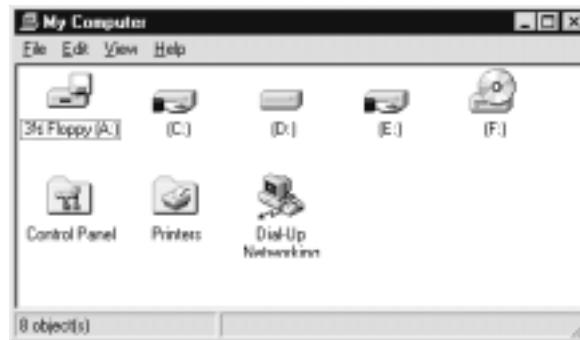 My Computer
File Edit View Help
3½ Floppy (A:)
(C:)
(D:)
(E:)
(F:)
Control Panel
Printers
Dial-Up
Networking
8 object(s)